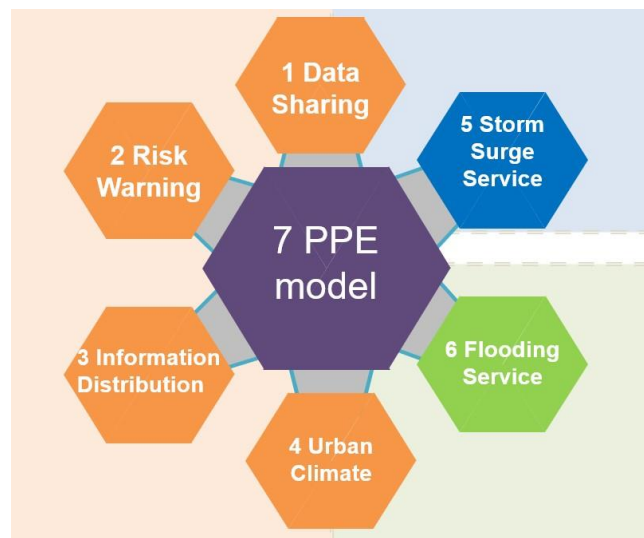 1 Data
Sharing
2 Risk
Warning
5 Storm
Surge
Service
7 PPE
model
3 Information
Distribution
6 Flooding
Service
4 Urban
Climate